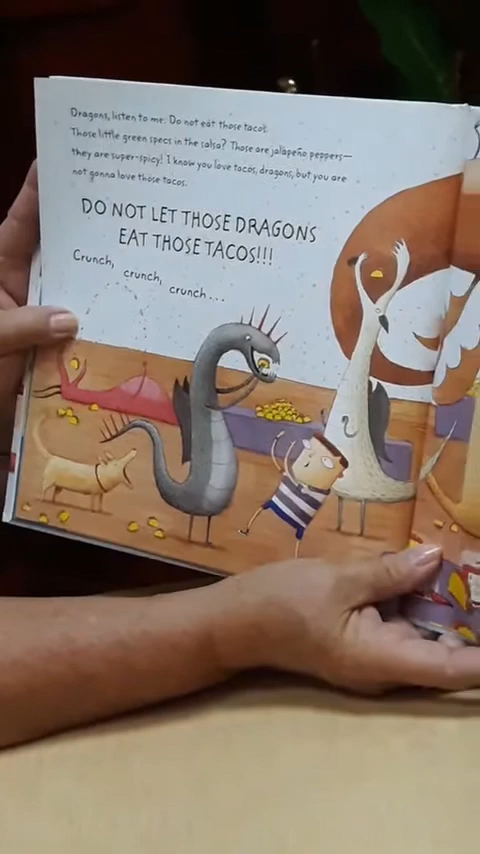 Dragons, listen to me. Do not eat those tacos.
Those little green specs in the salsa? Those are jalapeño peppers—
they are super-spicy! I know you love tacos, dragons, but you are
not gonna love those tacos.
DO NOT LET THOSE DRAGONS
EAT THOSE TACOS!!!
Crunch,
crunch,
crunch...